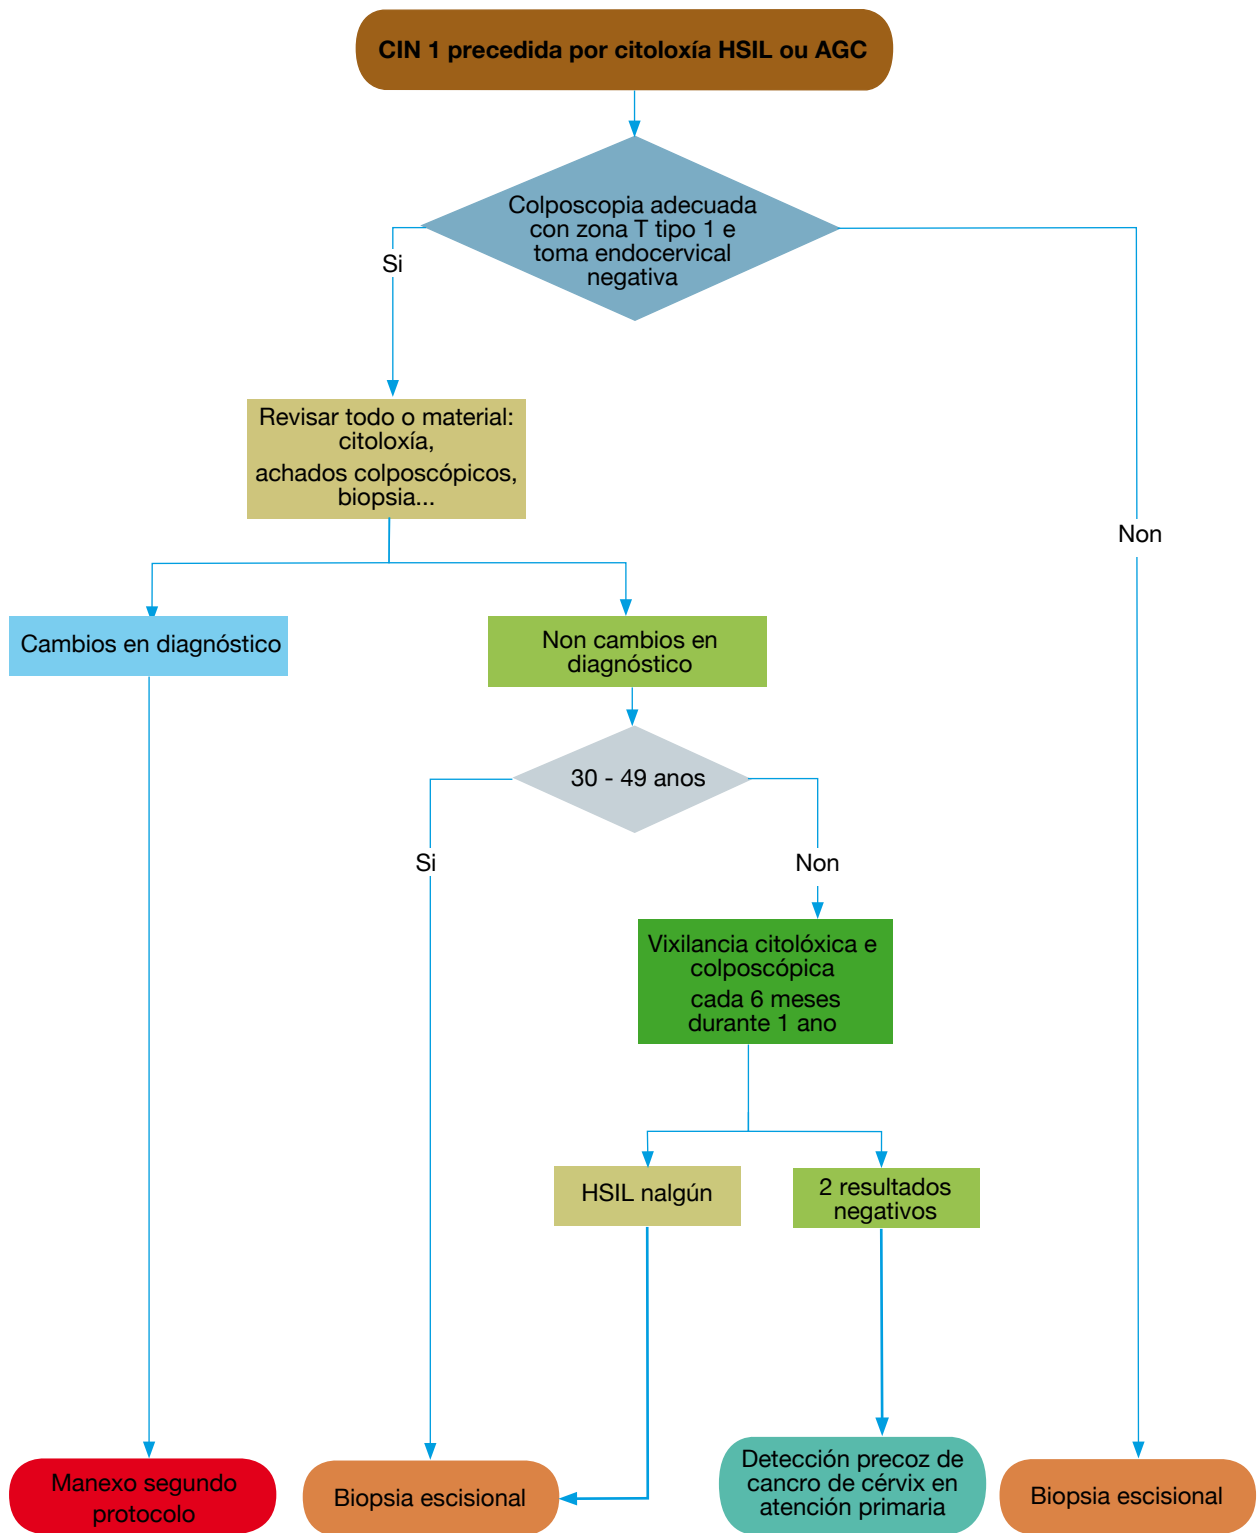 CIN 1 precedida por citoloxía HSIL ou AGC
Colposcopia adecuada
con zona T tipo 1 e
toma endocervical
negativa
Si
Revisar todo o material:
citoloxía,
achados colposcópicos,
biopsia...
Non
Cambios en diagnóstico
Non cambios en
diagnóstico
30 - 49 anos
Si
Non
Vixilancia citolóxica e
colposcópica
cada 6 meses
durante 1 ano
HSIL nalgún
2 resultados
negativos
Manexo segundo
protocolo
Biopsia escisional
Detección precoz de
cancro de cérvix en
atención primaria
Biopsia escisional